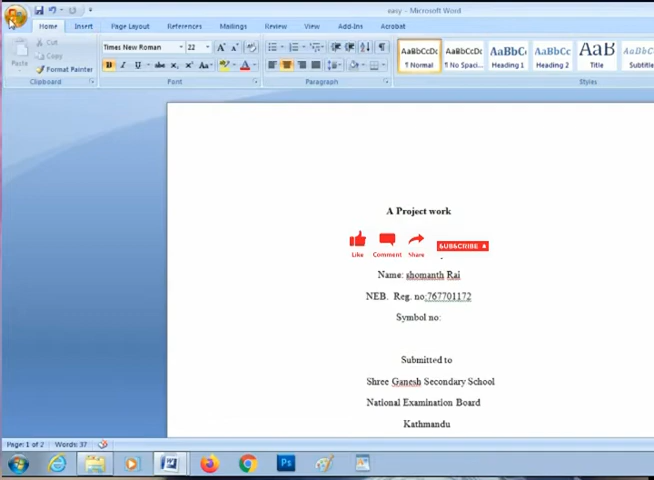 easy - Microsoft Word
Home Insert Page Layout References Mailings Review View Add-Ins Acrobat
Cut
Copy
Paste
Format Painter
Clipboard
Times New Roman 22
Font
Paragraph
AaBbCcDc AaBbCcDc AaBbC AaBbCc AaB AaBbCc
¶ Normal ¶ No Spaci... Heading 1 Heading 2 Title Subtitle
Styles
A Project work
Like Comment Share SUBSCRIBE
Name: shomanth Rai
NEB. Reg. no:767701172
Symbol no:
Submitted to
Shree Ganesh Secondary School
National Examination Board
Kathmandu
Page: 1 of 2 Words: 37
Ps